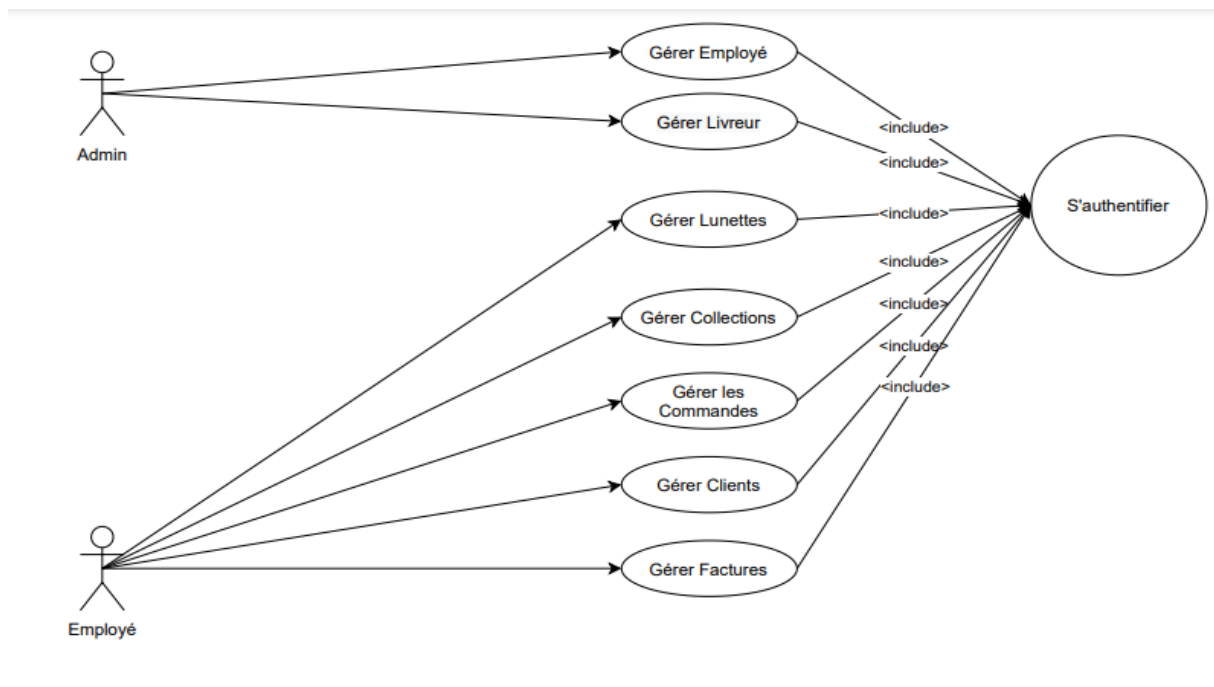 Gérer Employé
Gérer Livreur
<include>
<include>
Admin
Gérer Lunettes
<include>
S'authentifier
<include>
Gérer Collections
<include>
<include>
Gérer les
Commandes
<include>
Gérer Clients
Gérer Factures
Employé